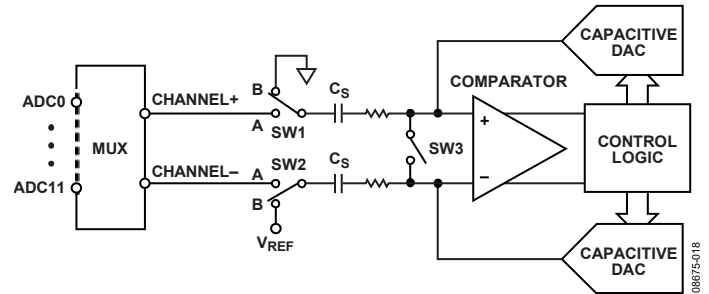 CAPACITIVE
DAC
B
CS
COMPARATOR
ADC0
CHANNEL+
A
SW1
+
MUX
SW3
CONTROL
LOGIC
CHANNEL–
A
SW2
CS
–
ADC11
B
VREF
CAPACITIVE
DAC
08675-018